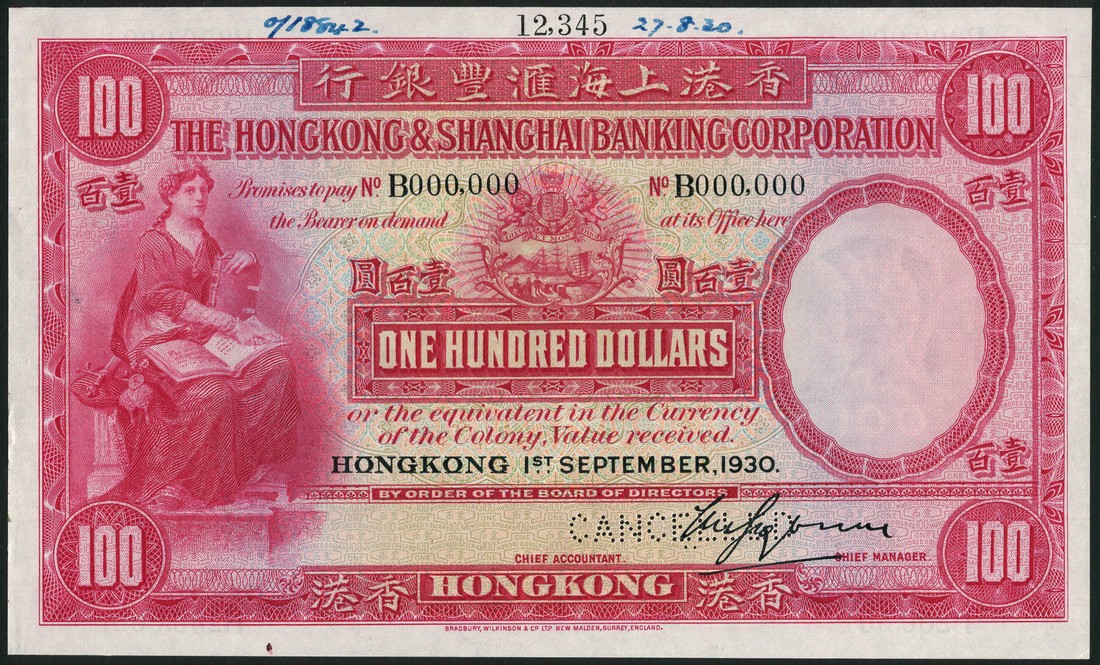 0/18842. 12,345 27-8-30.
行銀豐滙海上港香
100 100
THE HONGKONG & SHANGHAI BANKING CORPORATION
百壹 百壹
Promises to pay No B000,000 No B000,000
the Bearer on demand at its Office here
圓百壹 圓百壹
ONE HUNDRED DOLLARS
or the equivalent in the Currency
of the Colony, Value received.
百壹
HONGKONG 1ST SEPTEMBER, 1930.
BY ORDER OF THE BOARD OF DIRECTORS
CANCELLED
CHIEF ACCOUNTANT. CHIEF MANAGER.
100 100
港香 HONGKONG 港香
BRADBURY, WILKINSON & CO LTD NEW MALDEN, SURREY, ENGLAND.